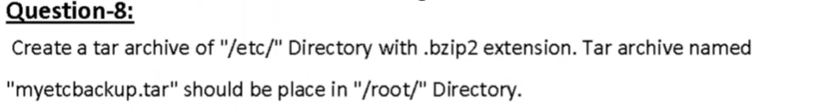 Question-8:
Create a tar archive of "/etc/" Directory with .bzip2 extension. Tar archive named
"myetcbackup.tar" should be place in "/root/" Directory.